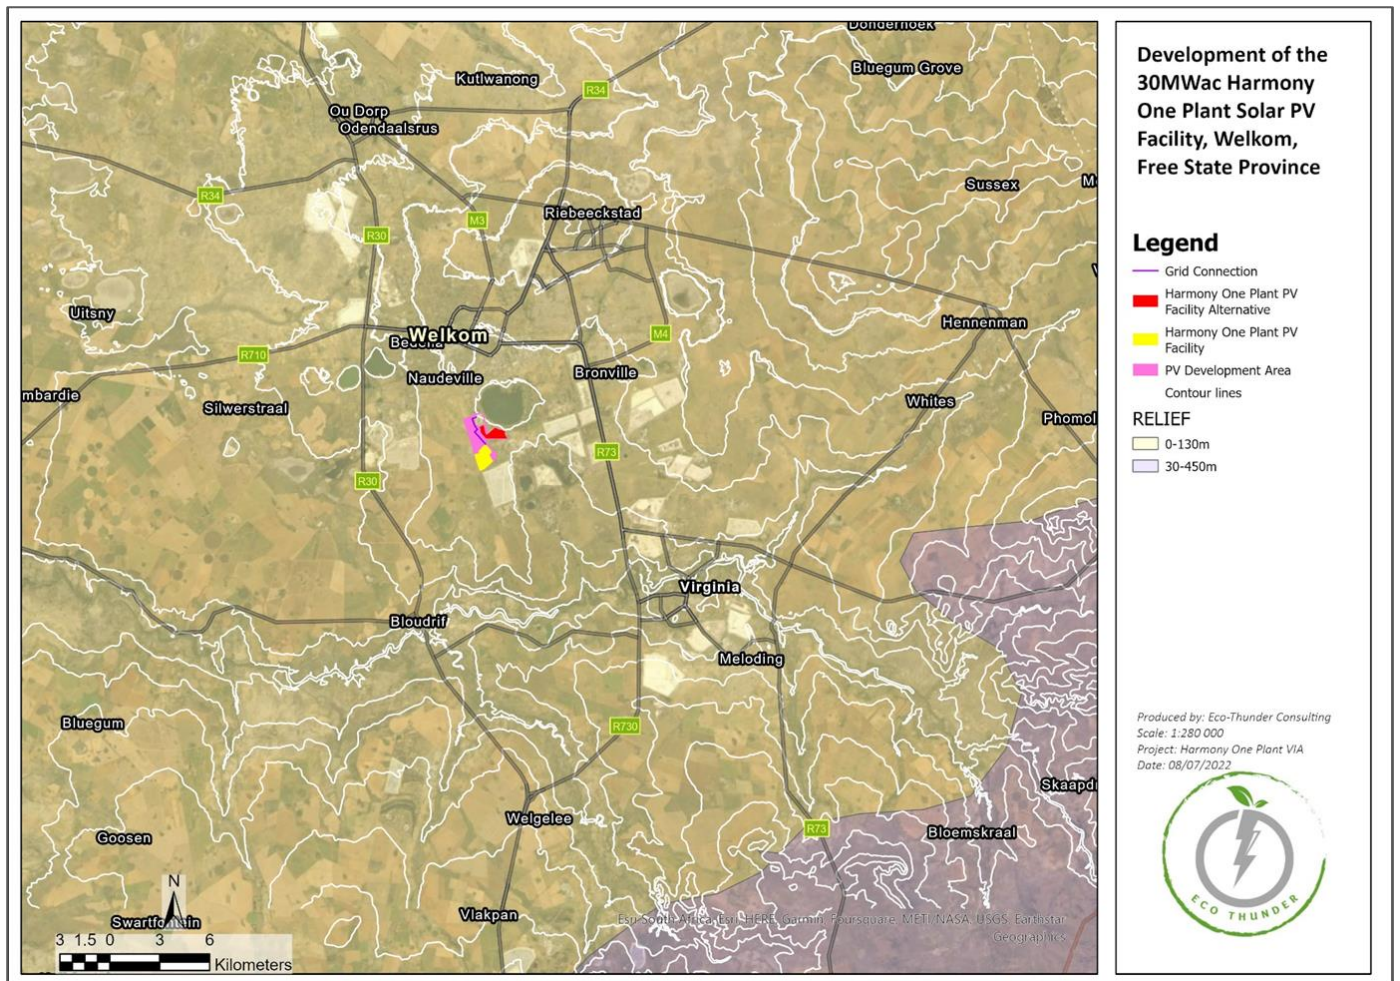 Donderhoek
Kutlwanong
Bluegum Grove
R34
Ou Dorp
Odendaalsrus
Sussex
R34
M3
Riebeeckstad
R30
Uitsny
Hennenman
Welkom
M4
R710
Naudeville
Bronville
mbardie
Silwerstraal
Whites
Phomol
R73
R30
Virginia
Bloudrif
Meloding
Bluegum
R730
Skaapd
Welgelee
R73
Bloemskraal
Goosen
N
Vlakpan
Swartfontein
Esri South Africa, Esri, HERE, Garmin, Foursquare, METI, NASA, USGS, Earthstar
Geographics
3 1.5 0 3 6
Kilometers
Development of the
30MWac Harmony
One Plant Solar PV
Facility, Welkom,
Free State Province
Legend
Grid Connection
Harmony One Plant PV
Facility Alternative
Harmony One Plant PV
Facility
PV Development Area
Contour lines
RELIEF
0-130m
30-450m
Produced by: Eco-Thunder Consulting
Scale: 1:280 000
Project: Harmony One Plant VIA
Date: 08/07/2022
ECO THUNDER